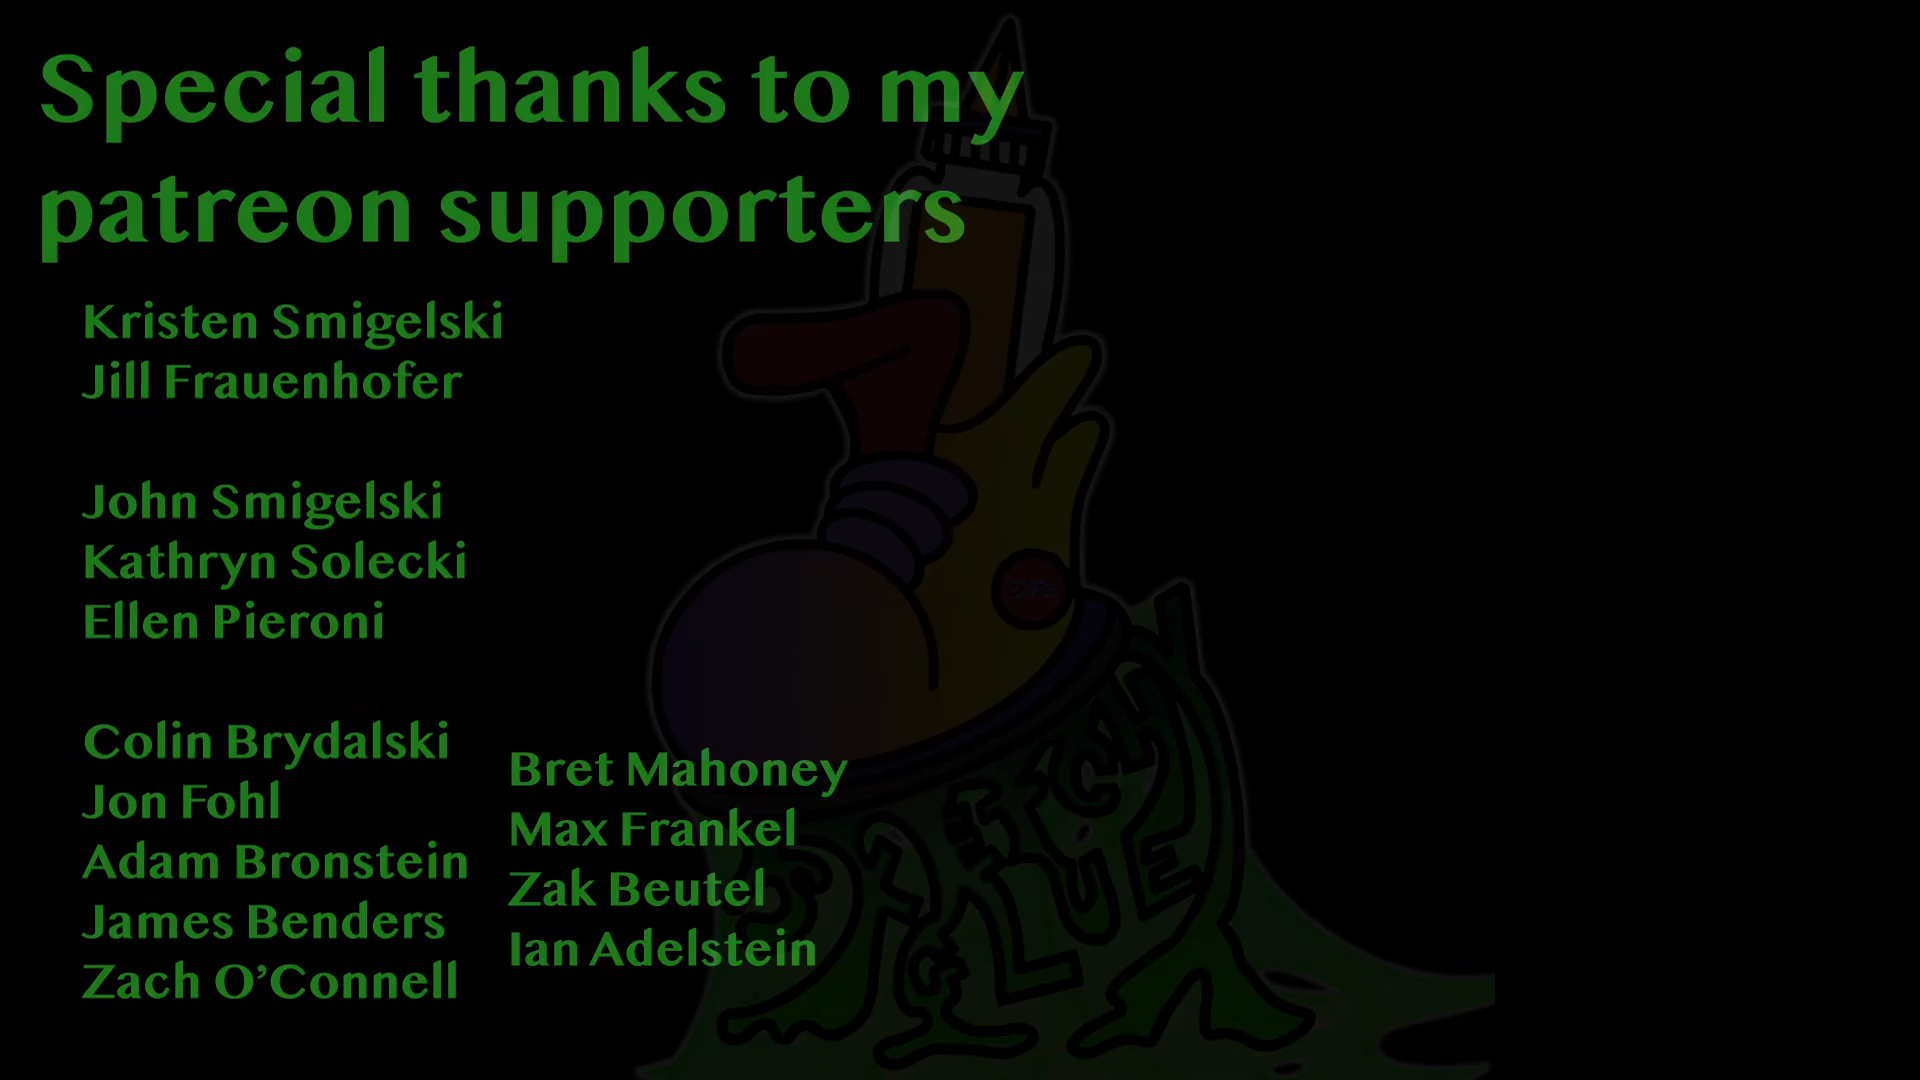 Special thanks to my
patreon supporters
Kristen Smigelski
Jill Frauenhofer
John Smigelski
Kathryn Solecki
Ellen Pieroni
Colin Brydalski
Jon Fohl
Adam Bronstein
James Benders
Zach O’Connell
Bret Mahoney
Max Frankel
Zak Beutel
Ian Adelstein
GLUE